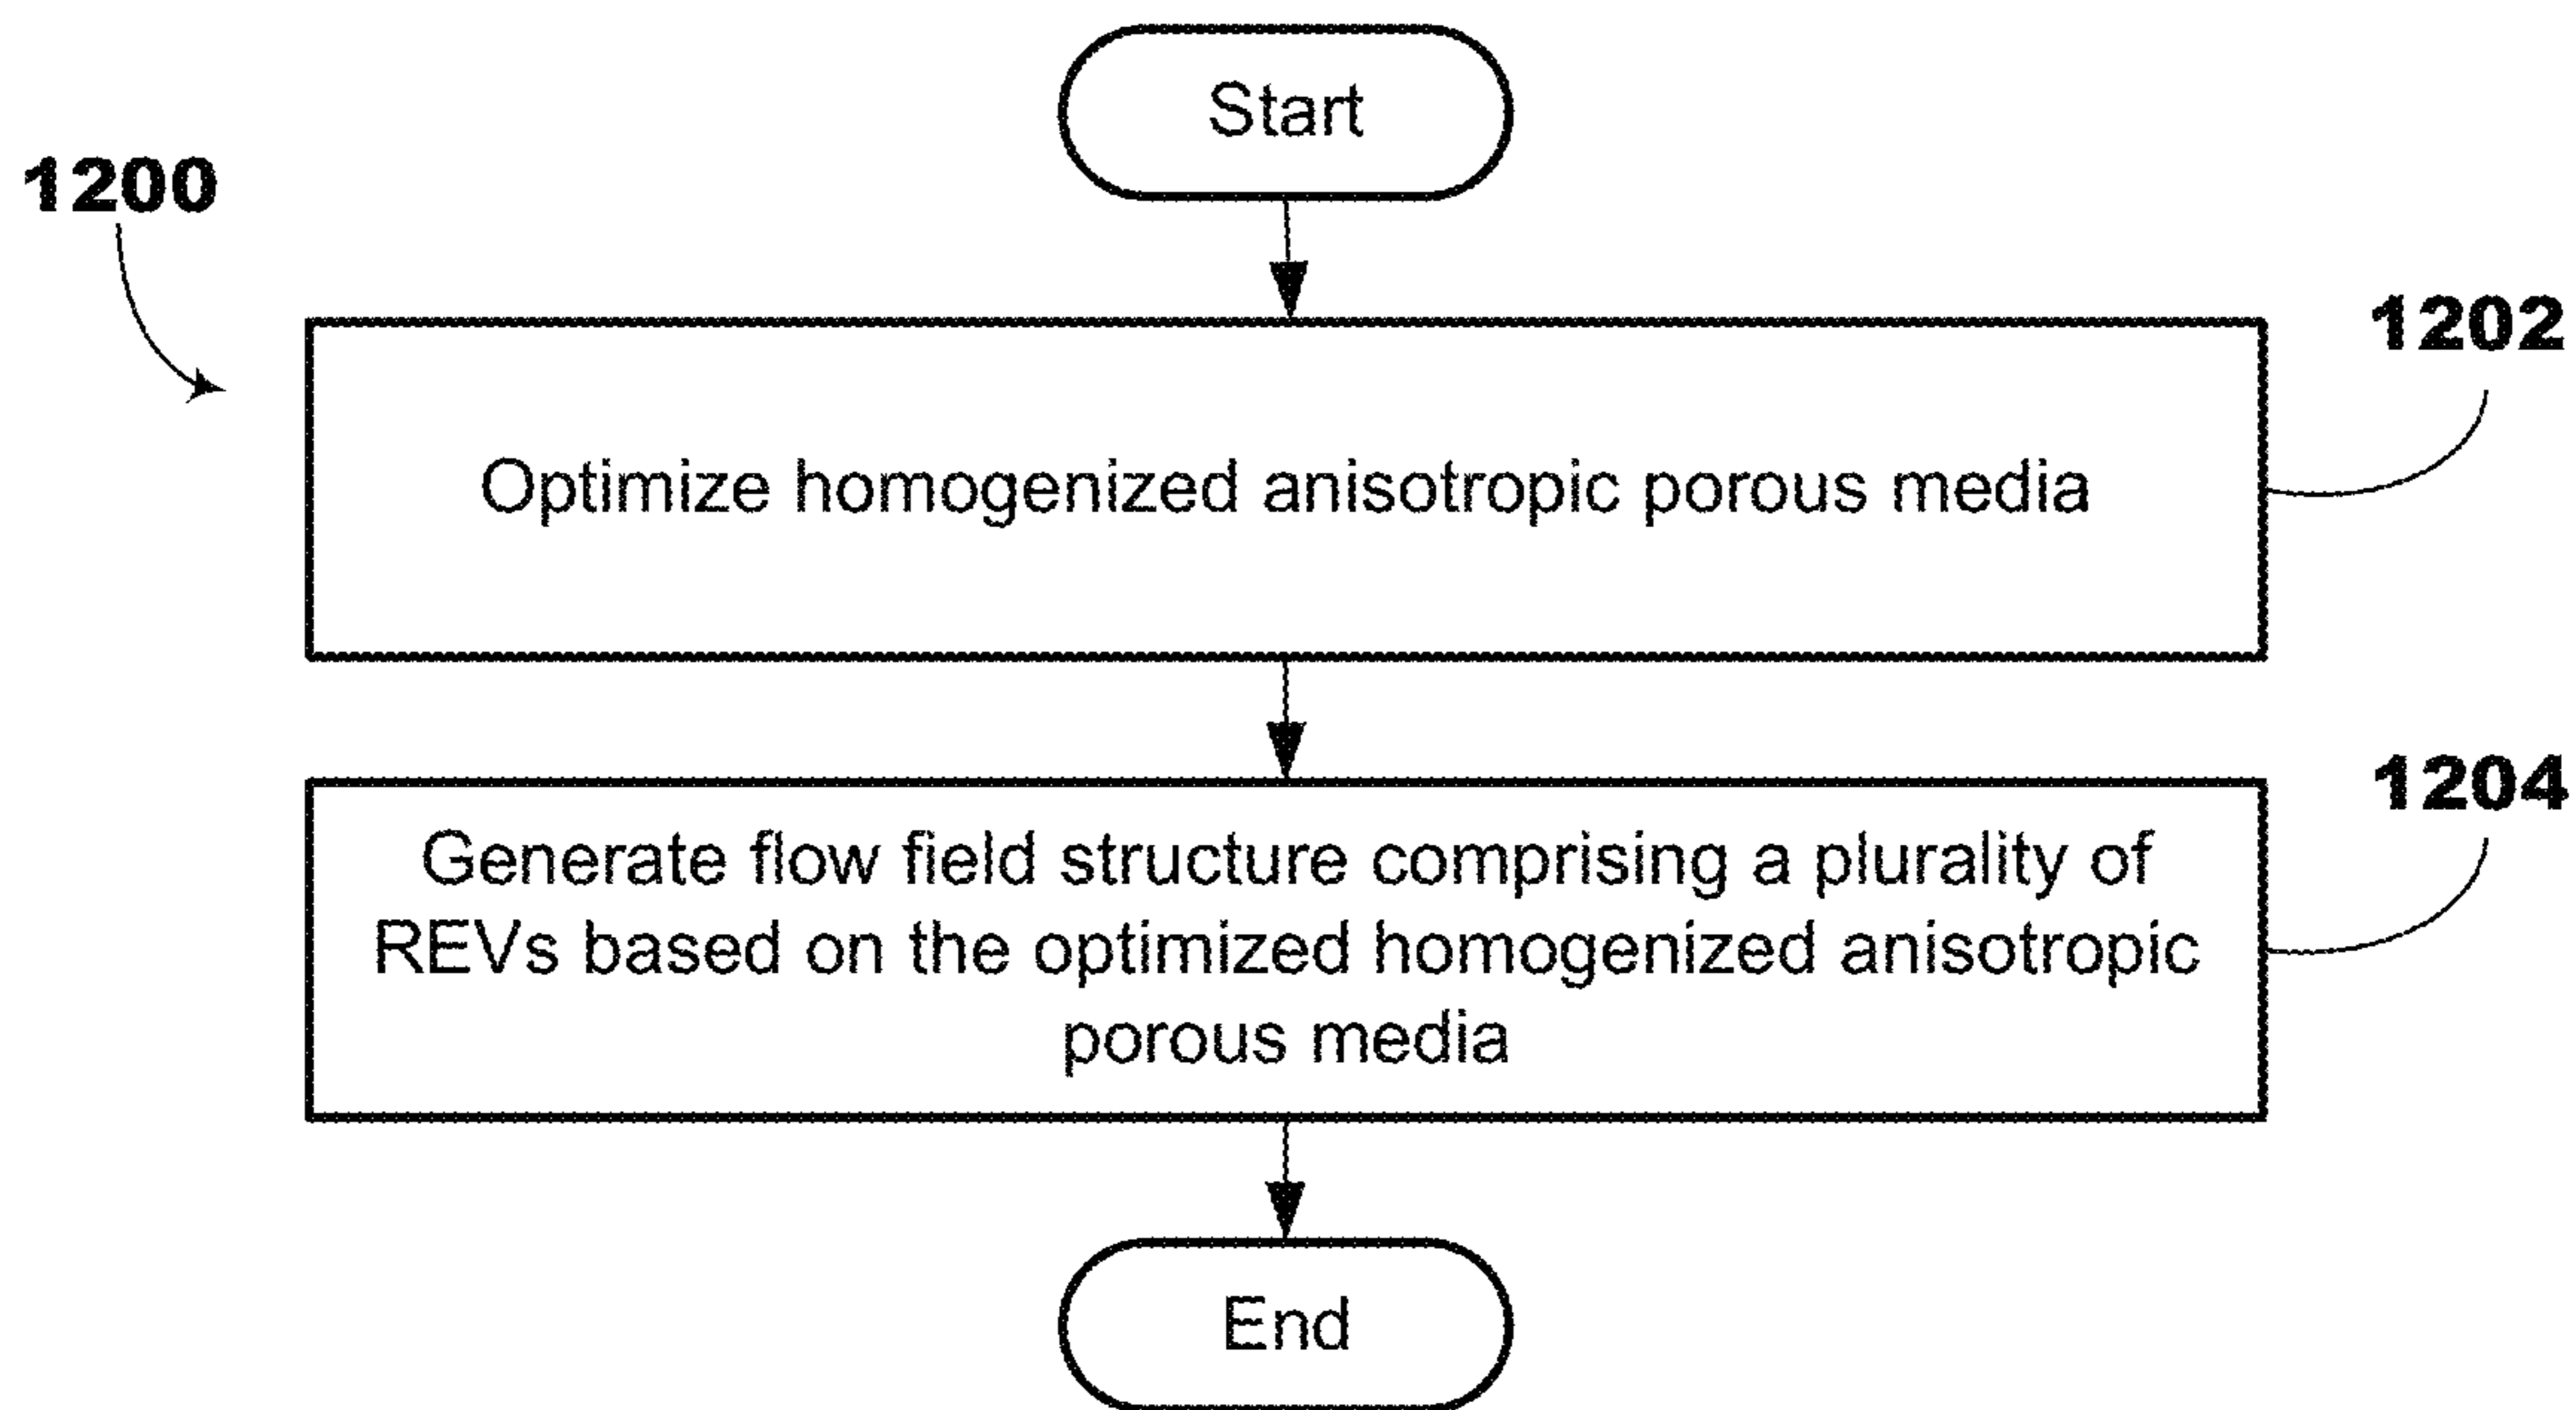 Start
1200
1202
Optimize homogenized anisotropic porous media
1204
Generate flow field structure comprising a plurality of
REVs based on the optimized homogenized anisotropic
porous media
End